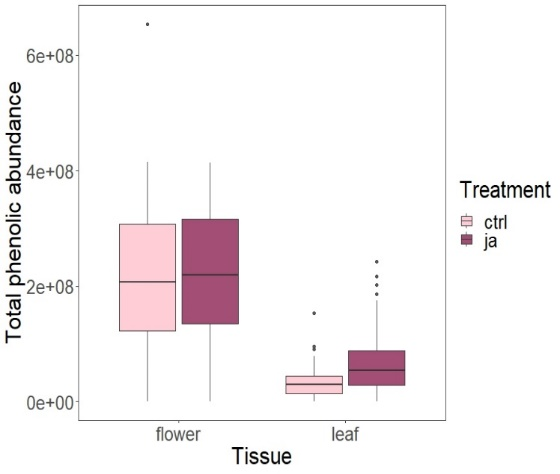 Total phenolic abundance
6e+08
4e+08
2e+08
0e+00
flower
leaf
Tissue
Treatment
ctrl
ja